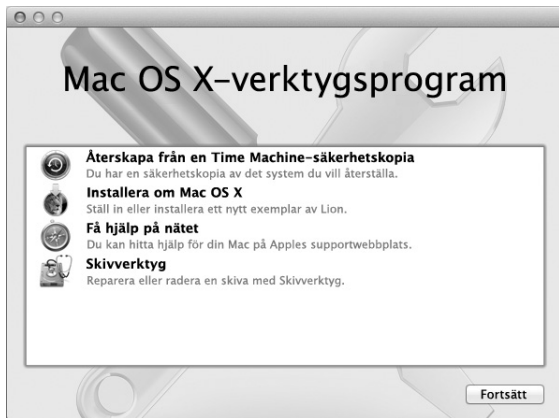 Mac OS X-verktygsprogram
Återskapa från en Time Machine-säkerhetskopia
Du har en säkerhetskopia av det system du vill återställa.
Installera om Mac OS X
Ställ in eller installera ett nytt exemplar av Lion.
Få hjälp på nätet
Du kan hitta hjälp för din Mac på Apples supportwebbplats.
Skivverktyg
Reparera eller radera en skiva med Skivverktyg.
Fortsätt